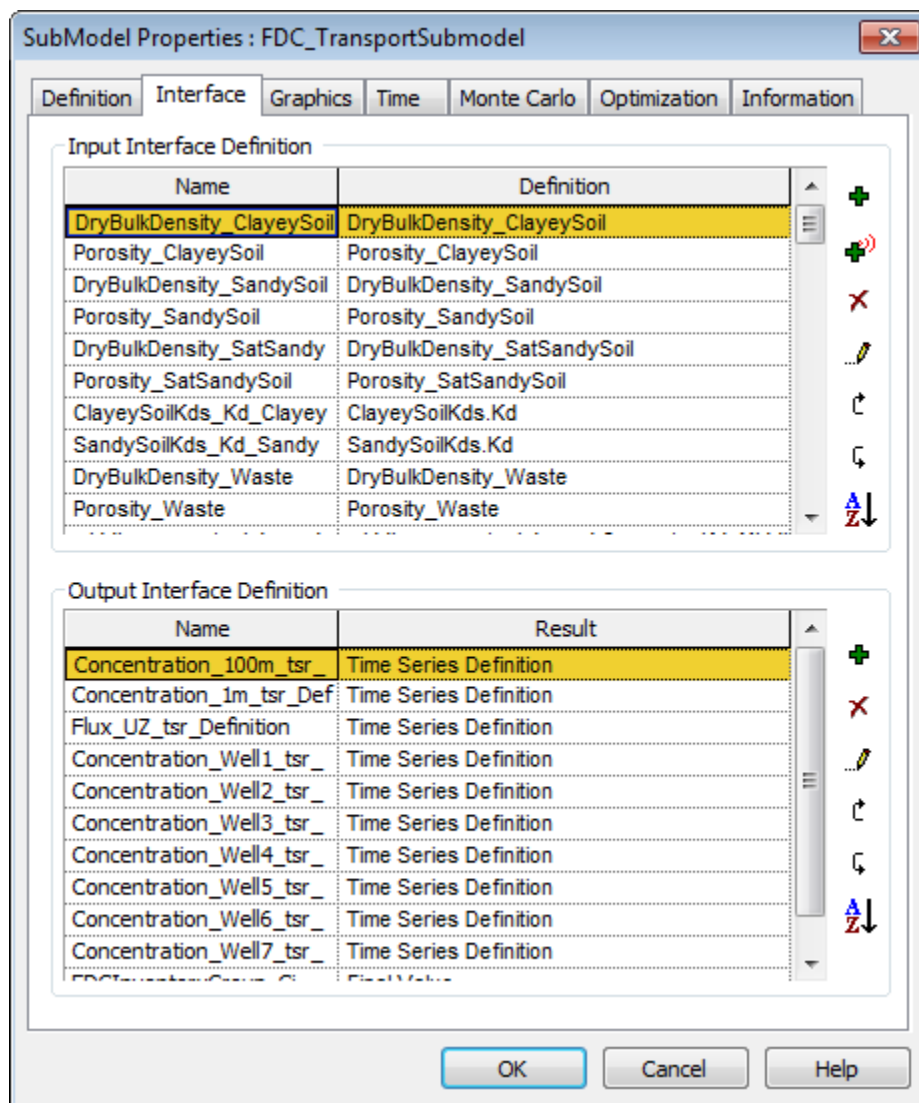 SubModel Properties : FDC_TransportSubmodel
Definition Interface Graphics Time Monte Carlo Optimization Information
Input Interface Definition
Name Definition
DryBulkDensity_ClayeySoil DryBulkDensity_ClayeySoil
Porosity_ClayeySoil Porosity_ClayeySoil
DryBulkDensity_SandySoil DryBulkDensity_SandySoil
Porosity_SandySoil Porosity_SandySoil
DryBulkDensity_SatSandy DryBulkDensity_SatSandySoil
Porosity_SatSandySoil Porosity_SatSandySoil
ClayeySoilKds_Kd_Clayey ClayeySoilKds.Kd
SandySoilKds_Kd_Sandy SandySoilKds.Kd
DryBulkDensity_Waste DryBulkDensity_Waste
Porosity_Waste Porosity_Waste
Output Interface Definition
Name Result
Concentration_100m_tsr_ Time Series Definition
Concentration_1m_tsr_Def Time Series Definition
Flux_UZ_tsr_Definition Time Series Definition
Concentration_Well1_tsr_ Time Series Definition
Concentration_Well2_tsr_ Time Series Definition
Concentration_Well3_tsr_ Time Series Definition
Concentration_Well4_tsr_ Time Series Definition
Concentration_Well5_tsr_ Time Series Definition
Concentration_Well6_tsr_ Time Series Definition
Concentration_Well7_tsr_ Time Series Definition
Final Value
OK Cancel Help